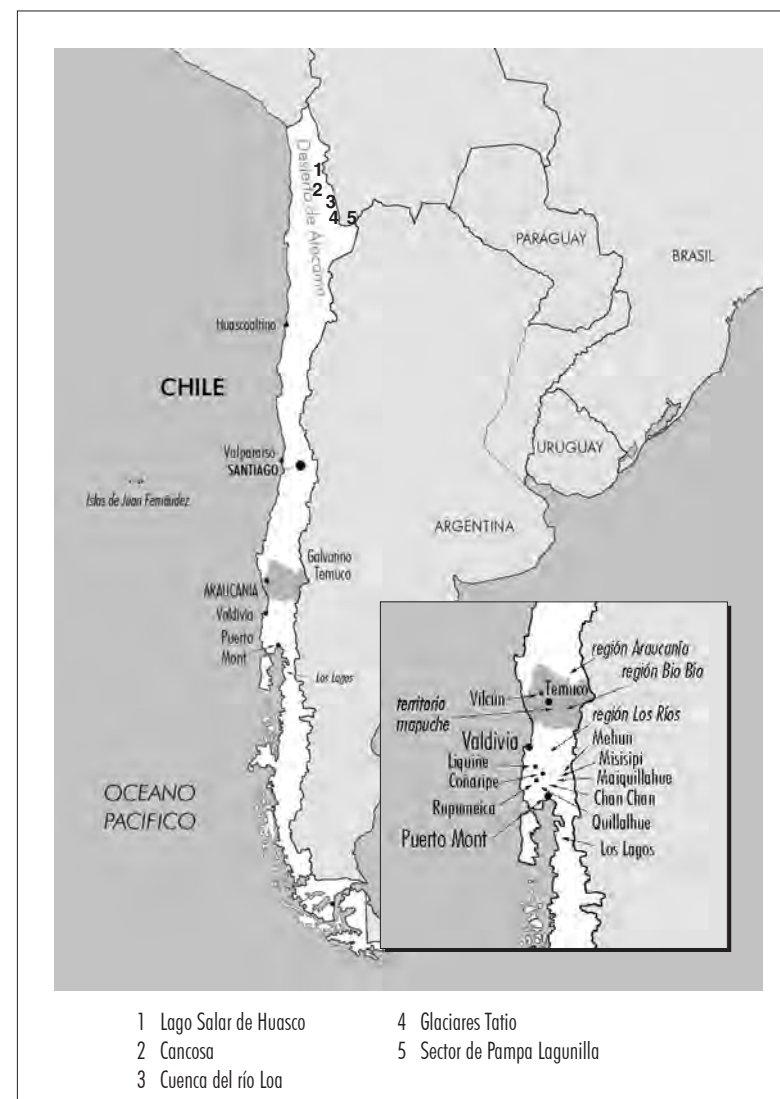 1
2
3
4 5
Desierto de Atacama
PARAGUAY
BRASIL
Huascoaltino
CHILE
Valparaíso
SANTIAGO
URUGUAY
Islas de Juan Fernández
ARGENTINA
Galvarino
Temuco
ARAUCANIA
Valdivia
Puerto
Mont
Los Lagos
OCEANO
PACIFICO
región Araucanía
región Bío Bío
Vilcún
Temuco
territorio
mapuche
región Los Ríos
Valdivia
Mehun
Liquiñe
Misisipi
Coñaripe
Maiquillahue
Chan Chan
Rupumeica
Quillalhue
Puerto Mont
Los Lagos
1 Lago Salar de Huasco
2 Cancosa
3 Cuenca del río Loa
4 Glaciares Tatio
5 Sector de Pampa Lagunilla